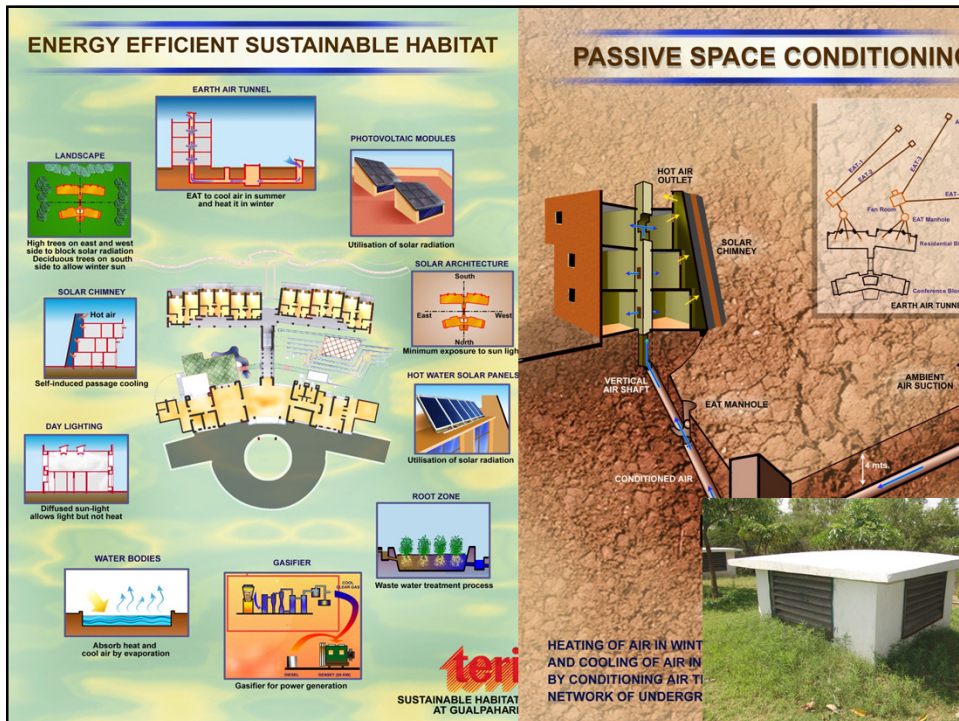 ENERGY EFFICIENT SUSTAINABLE HABITAT
EARTH AIR TUNNEL
EAT to cool air in summer
and heat it in winter
PHOTOVOLTAIC MODULES
Utilisation of solar radiation
LANDSCAPE
High trees on east and west
side to block solar radiation
Deciduous trees on south
side to allow winter sun
SOLAR ARCHITECTURE
South
East
West
North
Minimum exposure to sun ligh
SOLAR CHIMNEY
Hot air
Self-induced passage cooling
HOT WATER SOLAR PANELS
Utilisation of solar radiation
DAY LIGHTING
Diffused sun-light
allows light but not heat
ROOT ZONE
Waste water treatment process
WATER BODIES
Absorb heat and
cool air by evaporation
GASIFIER
COOL
CLEAN GAS
DIESEL
GENSET (50 KW)
Gasifier for power generation
teri
SUSTAINABLE HABITAT
AT GUALPAHARI
PASSIVE SPACE CONDITIONING
HOT AIR
OUTLET
SOLAR
CHIMNEY
VERTICAL
AIR SHAFT
EAT MANHOLE
CONDITIONED AIR
AMBIENT
AIR SUCTION
4 mts.
A
EAT-1
EAT-2
EAT-3
EAT-
Fan Room
EAT Manhole
Residential Bl
Conference Bloc
EARTH AIR TUNNE
HEATING OF AIR IN WINT
AND COOLING OF AIR IN
BY CONDITIONING AIR T
NETWORK OF UNDERGR